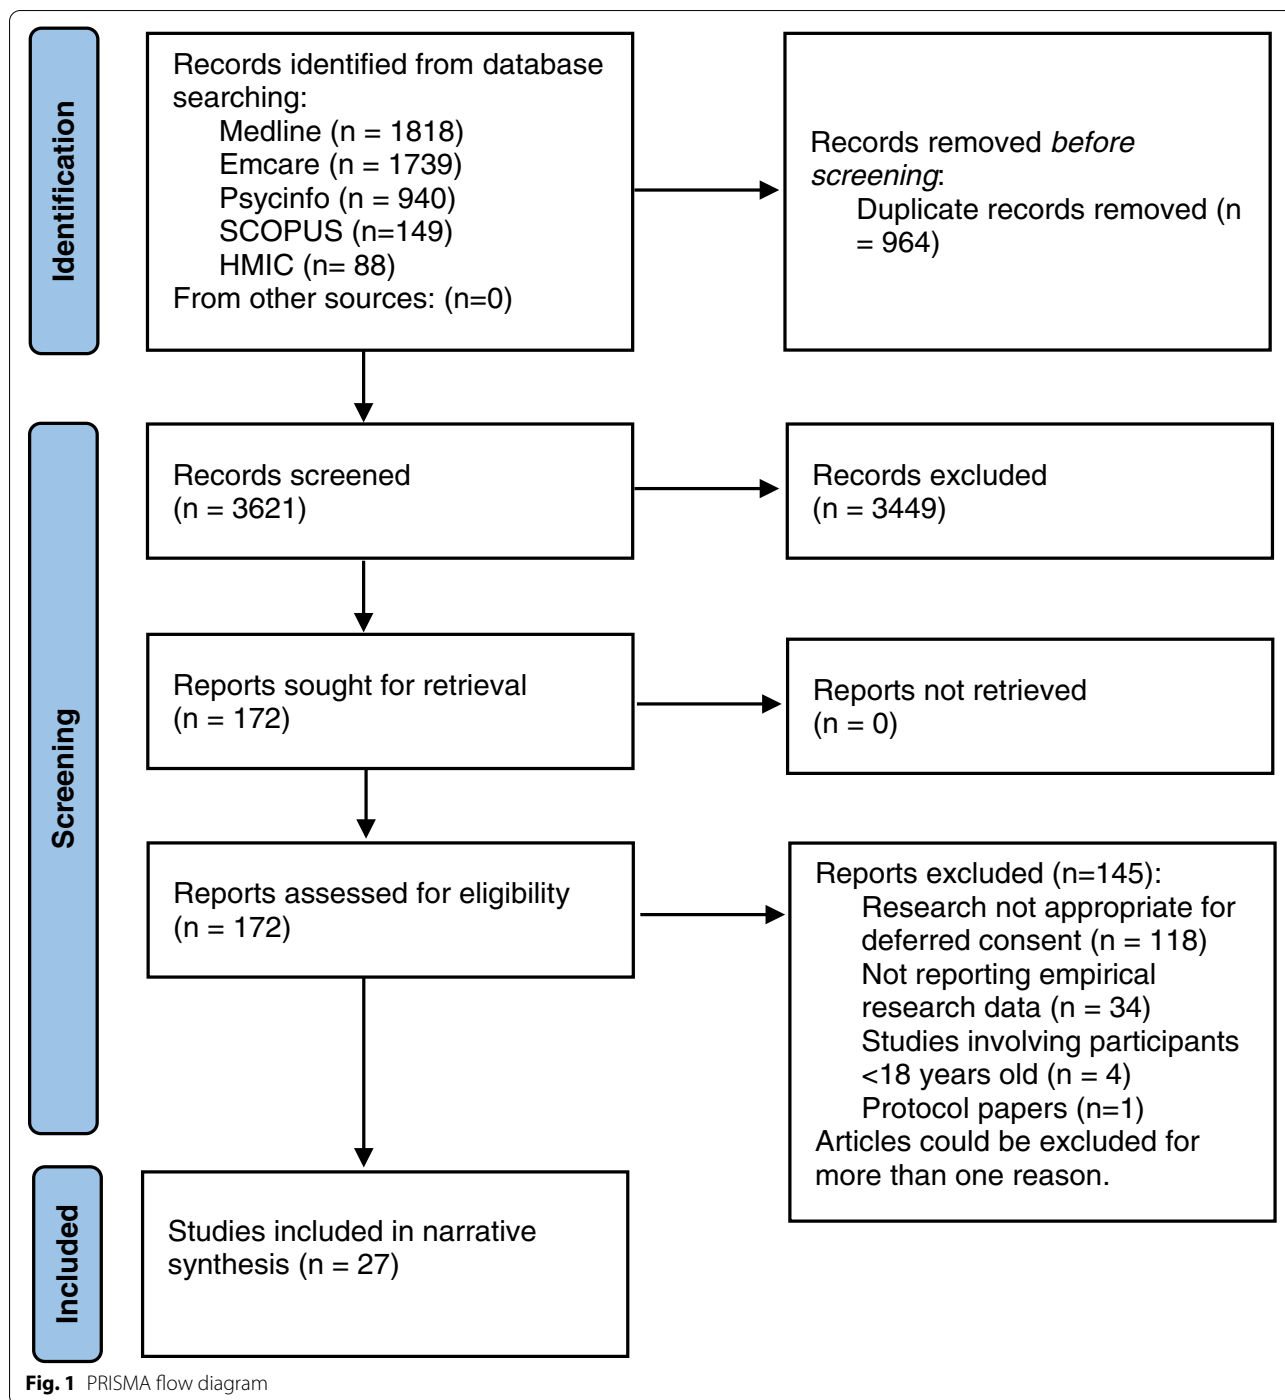 Identification
Records identified from database
searching:
Medline (n = 1818)
Emcare (n = 1739)
Psycinfo (n = 940)
SCOPUS (n=149)
HMIC (n= 88)
From other sources: (n=0)
Records removed before
screening:
Duplicate records removed (n
= 964)
Screening
Records screened
(n = 3621)
Records excluded
(n = 3449)
Reports sought for retrieval
(n = 172)
Reports not retrieved
(n = 0)
Reports assessed for eligibility
(n = 172)
Reports excluded (n=145):
Research not appropriate for
deferred consent (n = 118)
Not reporting empirical
research data (n = 34)
Studies involving participants
<18 years old (n = 4)
Protocol papers (n=1)
Articles could be excluded for
more than one reason.
Included
Studies included in narrative
synthesis (n = 27)
Fig. 1 PRISMA flow diagram